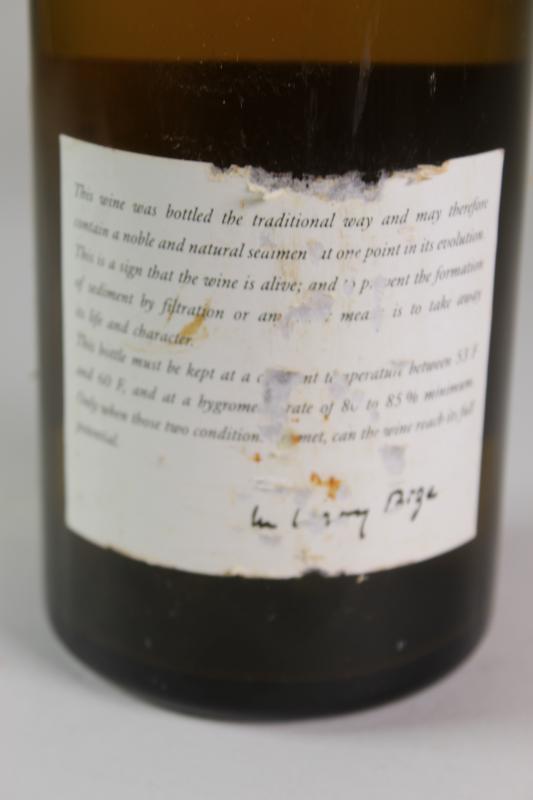 This wine was bottled the traditional way and may therefore
contain a noble and natural sediment at one point in its evolution.
This is a sign that the wine is alive; and to prevent the formation
of sediment by filtration or any means is to take away
its life and character.
This bottle must be kept at a constant temperature between 53 F
and 60 F, and at a hygrome rate of 80 to 85 % minimum.
Only when those two conditions met, can the wine reach its full
potential.
Bize